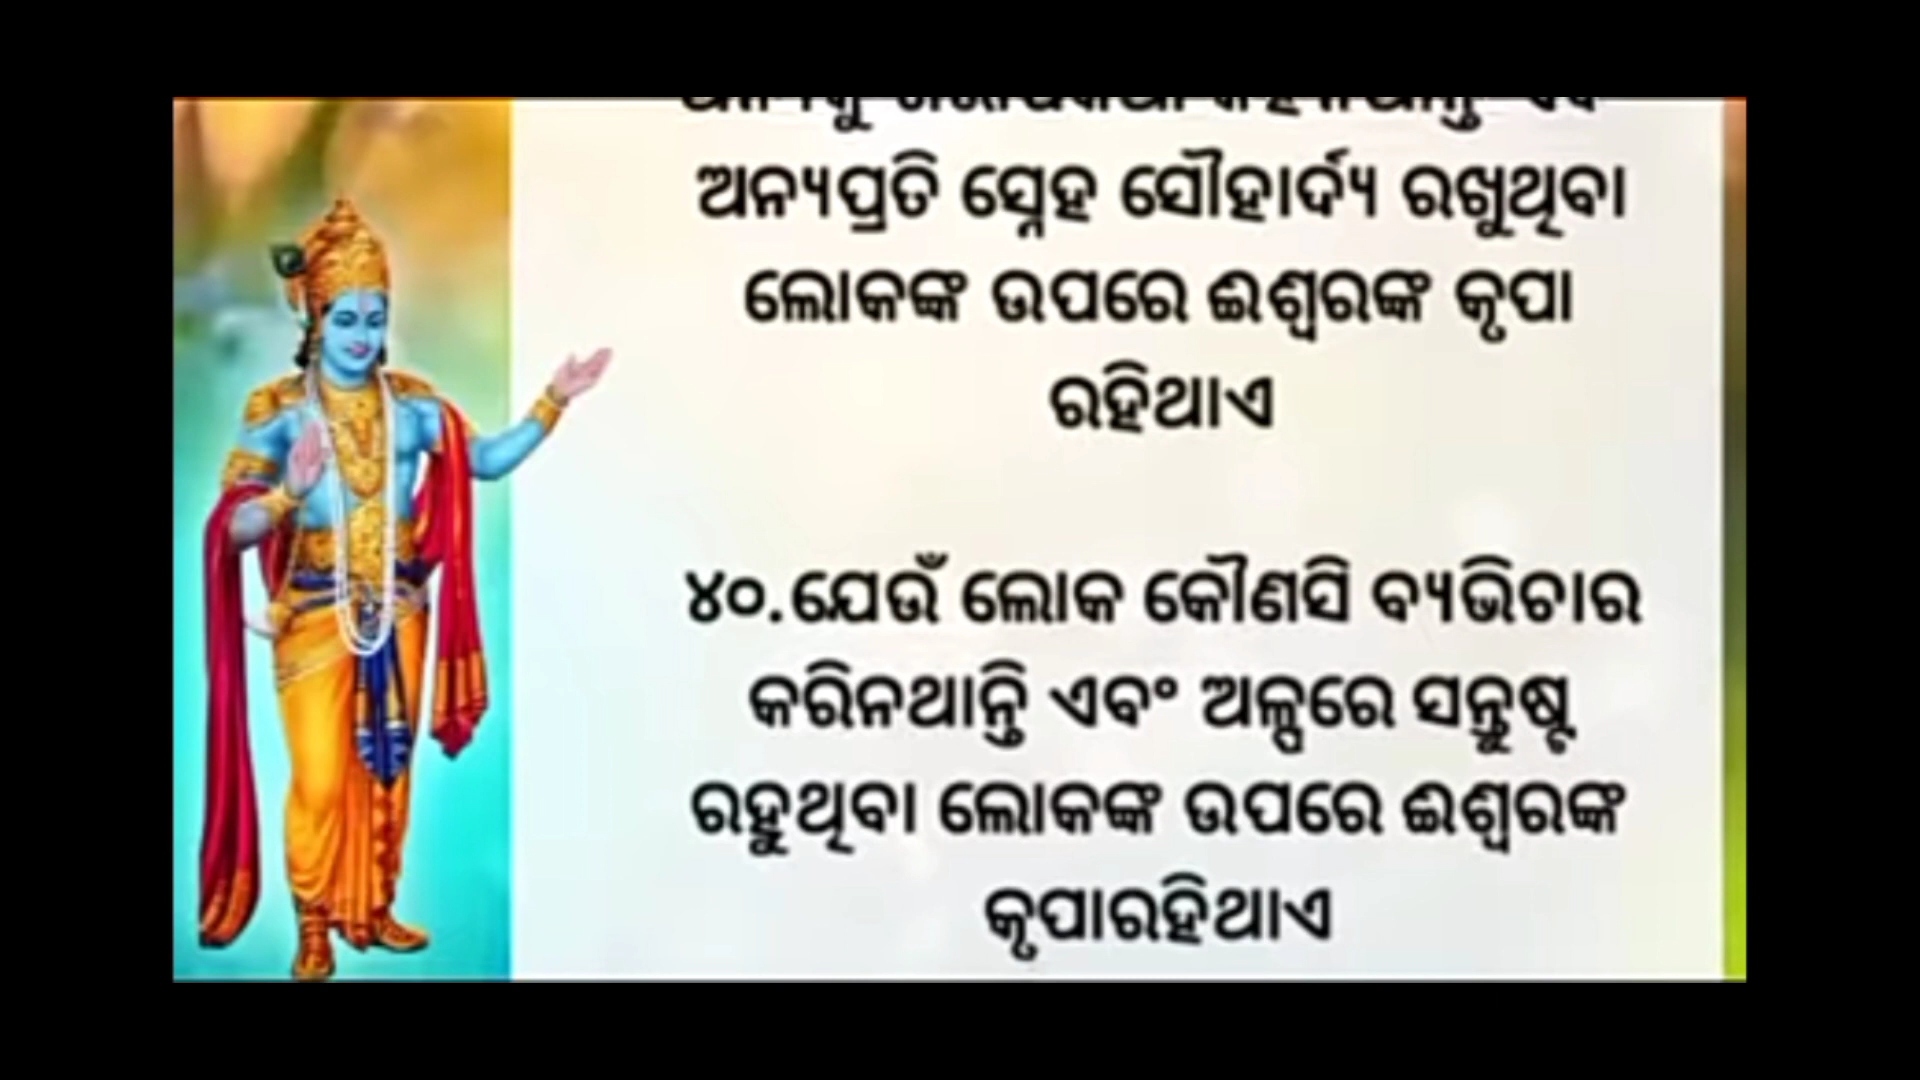 ଅନ୍ୟପ୍ରତି ସ୍ନେହ ସୌହାର୍ଦ୍ଦ୍ୟ ରଖୁଥିବା
ଲୋକଙ୍କ ଉପରେ ଈଶ୍ୱରଙ୍କ କୃପା
ରହିଥାଏ
୪୦.ଯେଉଁ ଲୋକ କୌଣସି ବ୍ୟଭିଚାର
କରିନଥାନ୍ତି ଏବଂ ଅଳ୍ପରେ ସନ୍ତୁଷ୍ଟ
ରହୁଥିବା ଲୋକଙ୍କ ଉପରେ ଈଶ୍ୱରଙ୍କ
କୃପାରହିଥାଏ